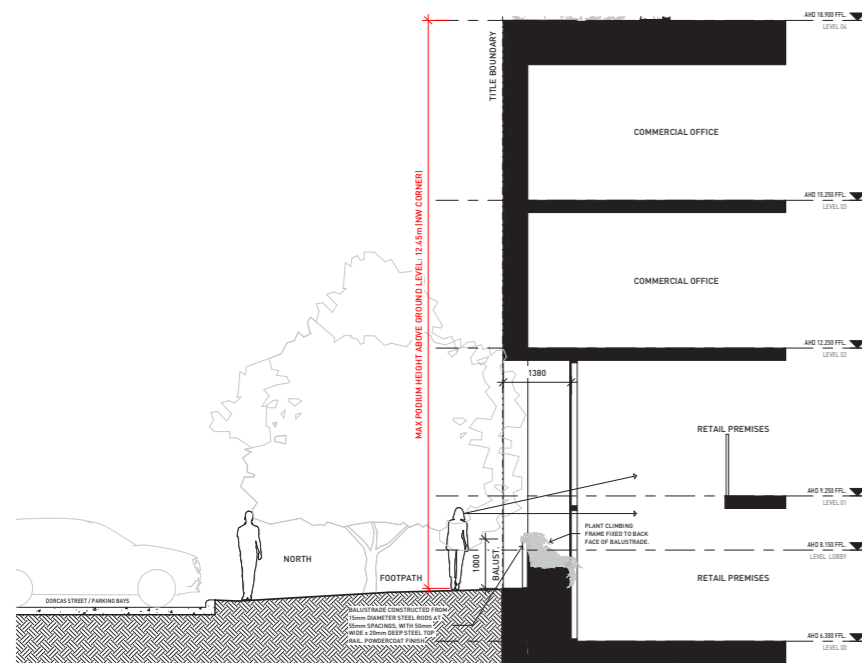 AHD 18.900 FFL.
LEVEL 04
TITLE BOUNDARY
MAX PODIUM HEIGHT ABOVE GROUND LEVEL: 12.45m (NW CORNER)
COMMERCIAL OFFICE
AHD 15.250 FFL.
LEVEL 03
COMMERCIAL OFFICE
AHD 12.250 FFL.
LEVEL 02
1380
RETAIL PREMISES
AHD 9.250 FFL.
LEVEL 01
PLANT CLIMBING
FRAME FIXED TO BACK
FACE OF BALUSTRADE.
AHD 8.150 FFL.
LEVEL LOBBY
1000
BALUST.
NORTH
FOOTPATH
RETAIL PREMISES
DORCAS STREET / PARKING BAYS
BALUSTRADE CONSTRUCTED FROM
15mm DIAMETER STEEL RODS AT
55mm SPACINGS, WITH 50mm
WIDE x 20mm DEEP STEEL TOP
RAIL. POWDERCOAT FINISH
AHD 6.300 FFL.
LEVEL 00